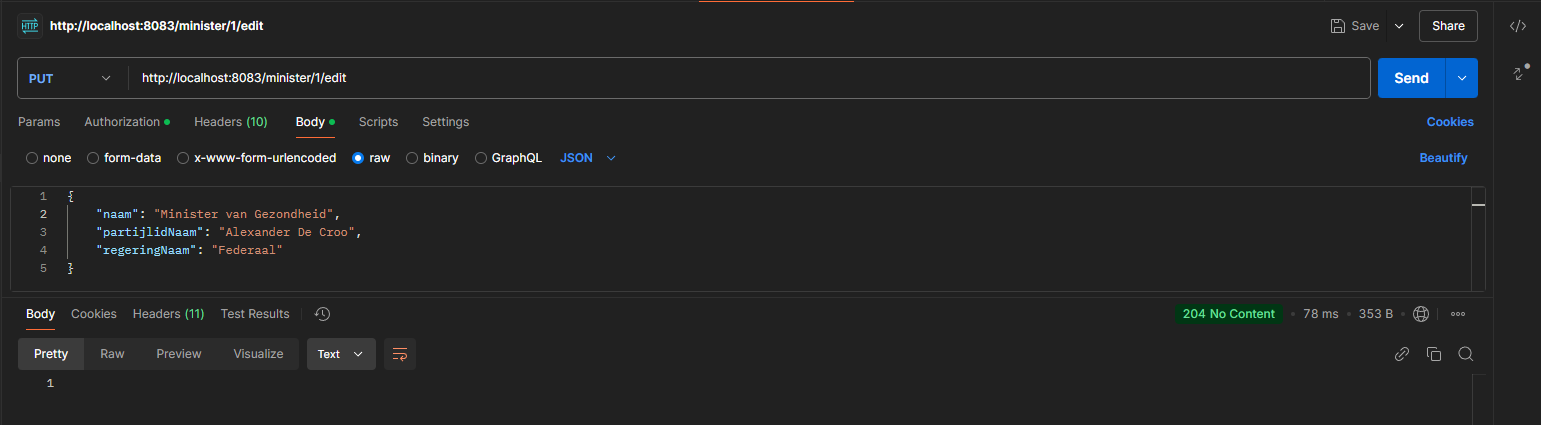 HTTP http://localhost:8083/minister/1/edit Save Share
PUT http://localhost:8083/minister/1/edit Send
Params Authorization Headers (10) Body Scripts Settings Cookies
none form-data x-www-form-urlencoded raw binary GraphQL JSON Beautify
1 {
2 "naam": "Minister van Gezondheid",
3 "partijlidNaam": "Alexander De Croo",
4 "regeringNaam": "Federaal"
5 }
Body Cookies Headers (11) Test Results 204 No Content • 78 ms • 353 B
Pretty Raw Preview Visualize Text
1